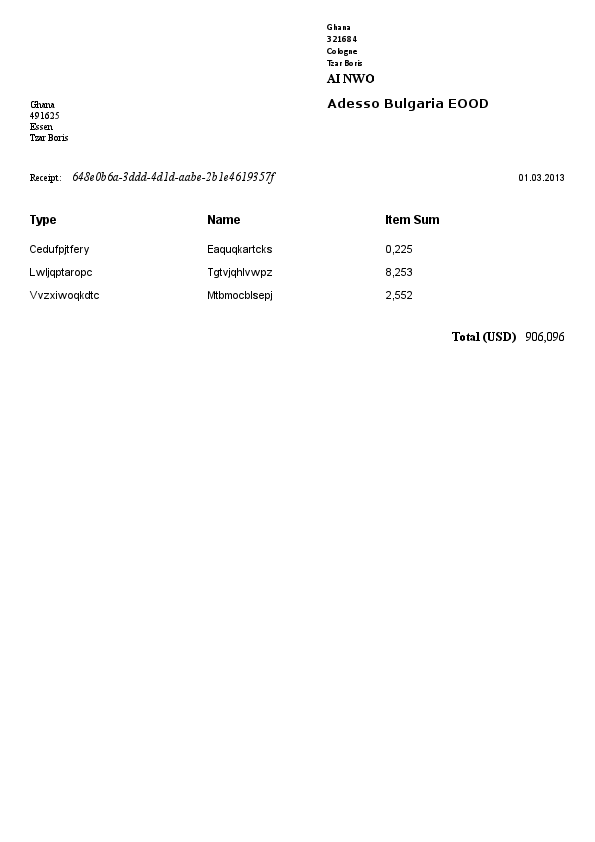 Ghana
321684
Cologne
Tzar Boris
AI NWO
Adesso Bulgaria EOOD
Ghana
491625
Essen
Tzar Boris
Receipt: 648e0b6a-3ddd-4d1d-aabe-2b1e4619357f 01.03.2013
Type Name Item Sum
Cedufpjtfery Eaquqkartcks 0,225
Lwljqptaropc Tgtvjqhlvwpz 8,253
Vvzxiwoqkdtc Mtbmocblsepj 2,552
Total (USD) 906,096